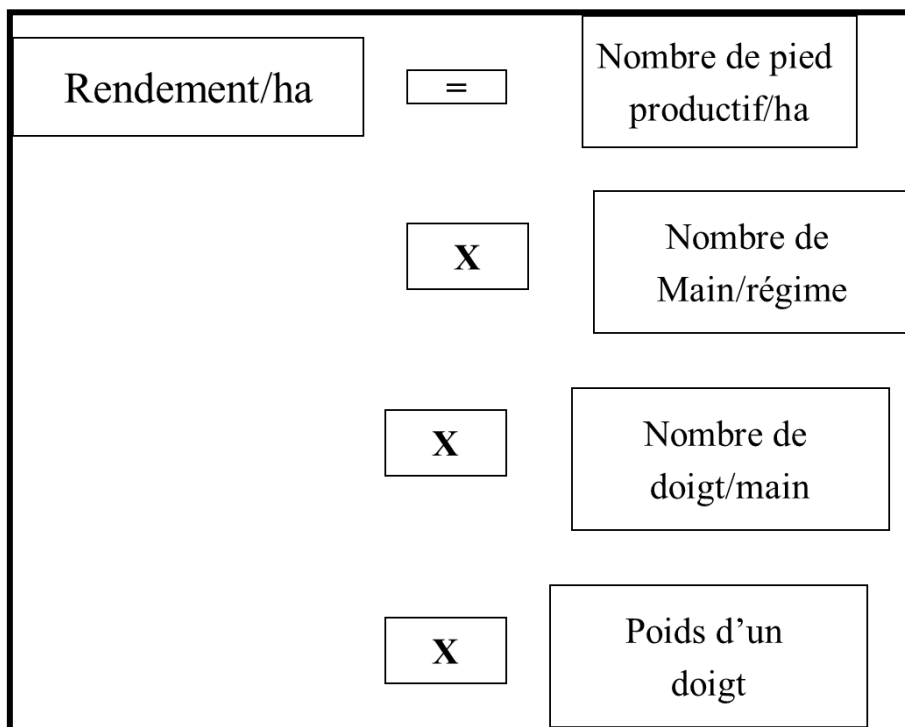 Rendement/ha
=
Nombre de pied
productif/ha
X
Nombre de
Main/régime
X
Nombre de
doigt/main
X
Poids d’un
doigt